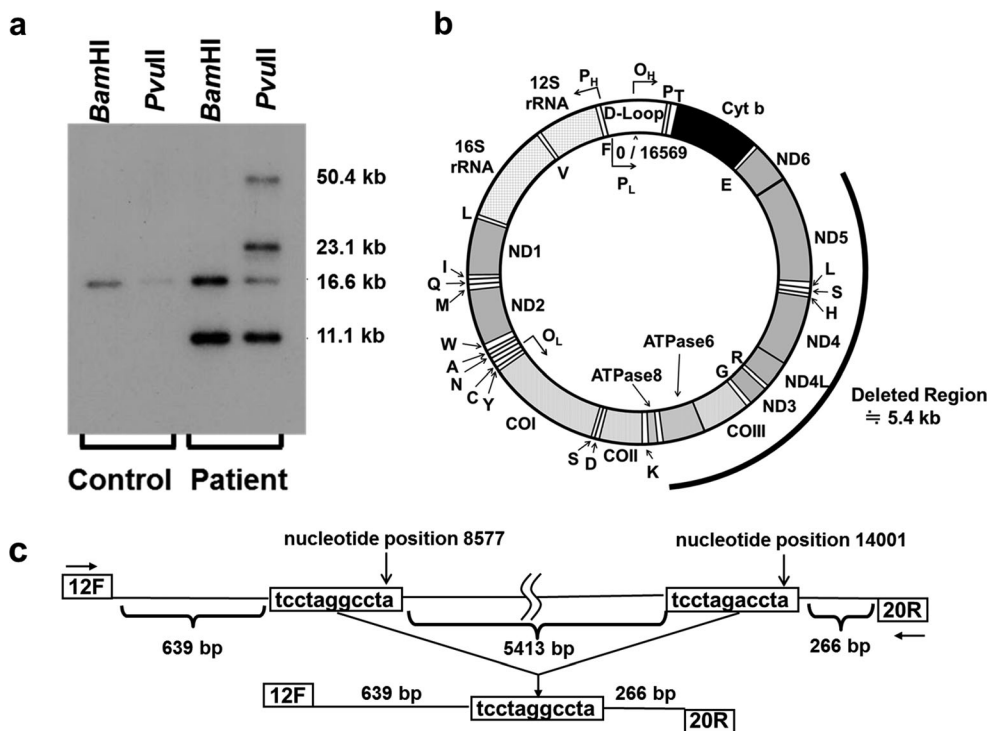 a
BamHI
PvuII
BamHI
PvuII
50.4 kb
23.1 kb
16.6 kb
11.1 kb
Control
Patient
b
12S
rRNA
PH
OH
D-Loop
P
T
Cyt b
F
0 / 16569
PL
V
16S
rRNA
E
ND6
L
ND1
ND5
I
Q
M
ND2
L
S
H
W
A
N
C
Y
OL
ND4
ATPase6
ATPase8
R
G
ND4L
ND3
COI
COIII
S
D
COII
K
Deleted Region
≒ 5.4 kb
c
nucleotide position 8577
nucleotide position 14001
12F
tcctaggccta
tcctagaccta
20R
639 bp
5413 bp
266 bp
12F
639 bp
tcctaggccta
266 bp
20R